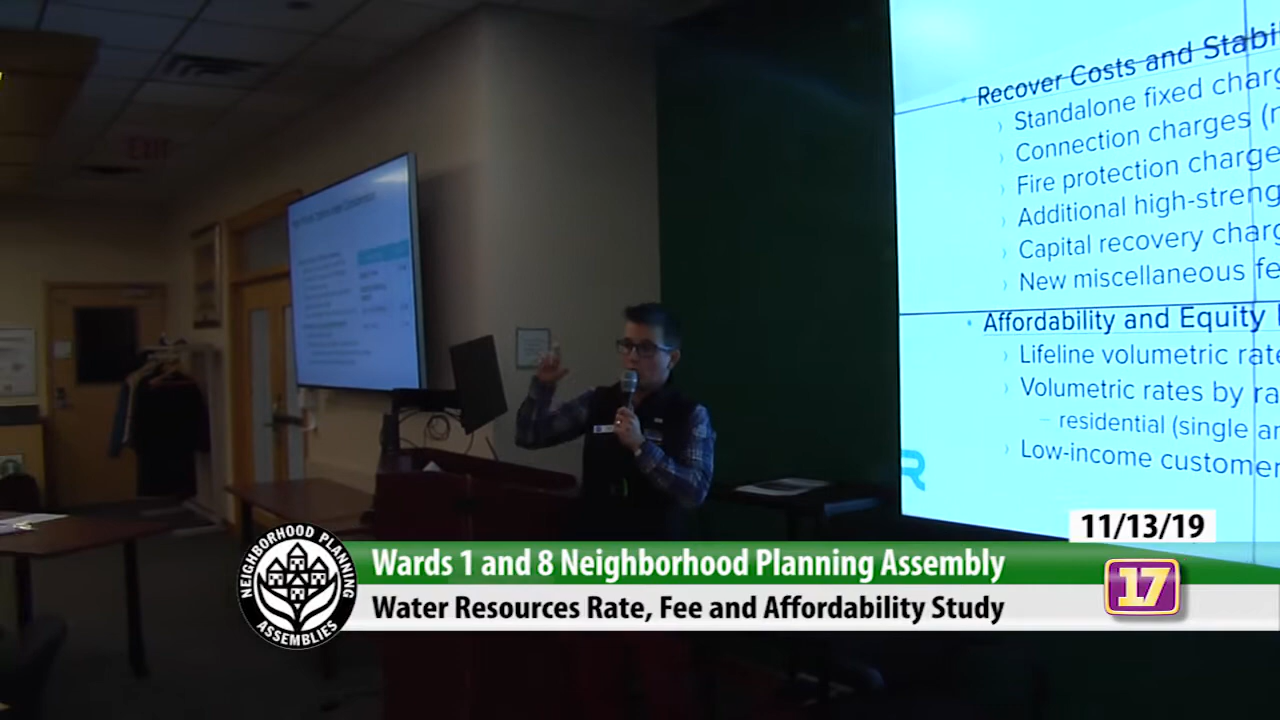 Recover Costs and Stabi
Standalone fixed charg
Connection charges (
Fire protection charge
Additional high-streng
Capital recovery charg
New miscellaneous fe
Affordability and Equity
Lifeline volumetric rate
Volumetric rates by ra
– residential (single a
Low-income customer
R
EXIT
11/13/19
NEIGHBORHOOD PLANNING
ASSEMBLIES
Wards 1 and 8 Neighborhood Planning Assembly
17
Water Resources Rate, Fee and Affordability Study